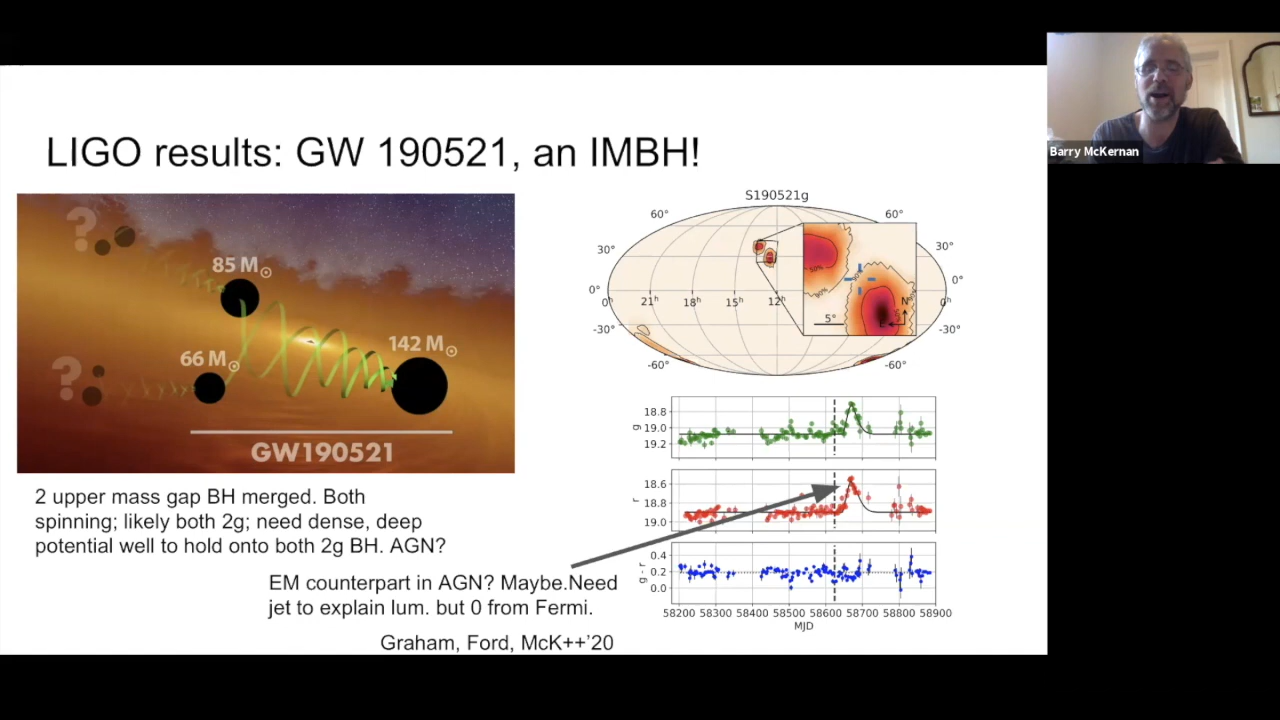 LIGO results: GW 190521, an IMBH!
Barry McKernan
?
85 M⊙
66 M⊙
142 M⊙
?
GW190521
2 upper mass gap BH merged. Both
spinning; likely both 2g; need dense, deep
potential well to hold onto both 2g BH. AGN?
EM counterpart in AGN? Maybe.Need
jet to explain lum. but 0 from Fermi.
Graham, Ford, McK++'20
S190521g
60° 60°
30° 30°
0° 0°
0h 21h 18h 15h 12h 0h
-30° -30°
-60° -60°
50%
90%
5°
N
g
18.8
19.0
19.2
r
18.6
18.8
19.0
g - r
0.4
0.2
0.0
58200 58300 58400 58500 58600 58700 58800 58900
MJD